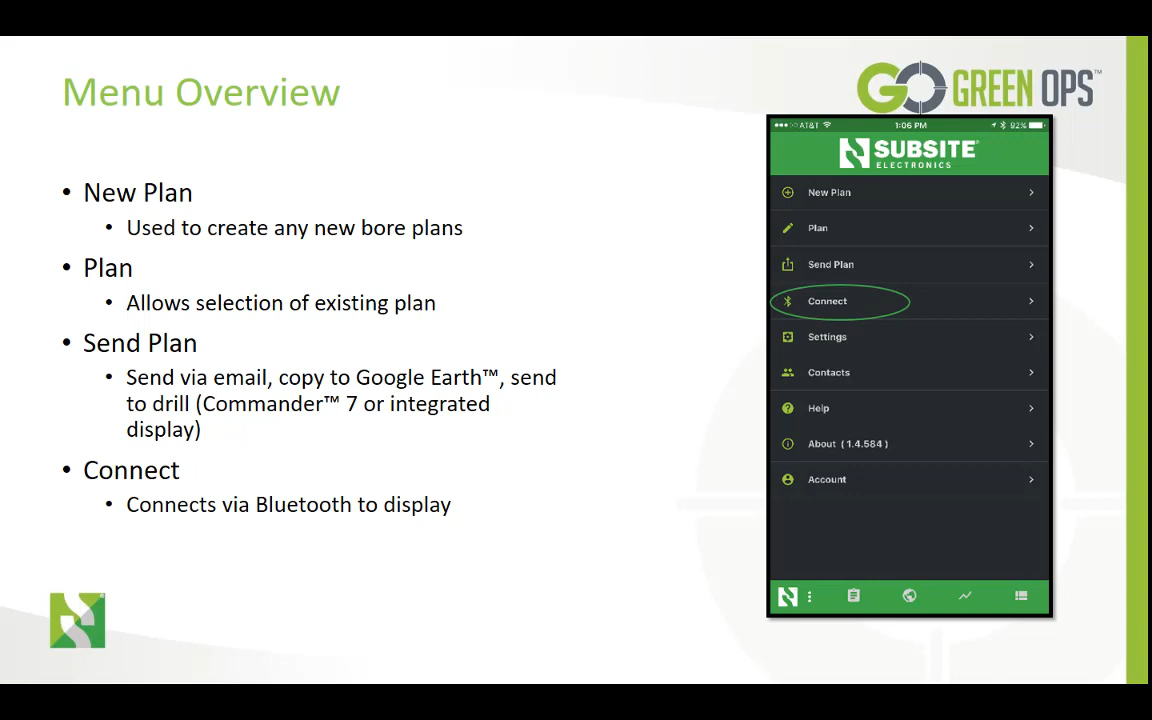 Menu Overview
GO GREEN OPS™
• New Plan
• Used to create any new bore plans
• Plan
• Allows selection of existing plan
• Send Plan
• Send via email, copy to Google Earth™, send
to drill (Commander™ 7 or integrated
display)
• Connect
• Connects via Bluetooth to display
AT&T 1:06 PM 92%
SUBSITE®
ELECTRONICS
New Plan
Plan
Send Plan
Connect
Settings
Contacts
Help
About ( 1.4.584 )
Account